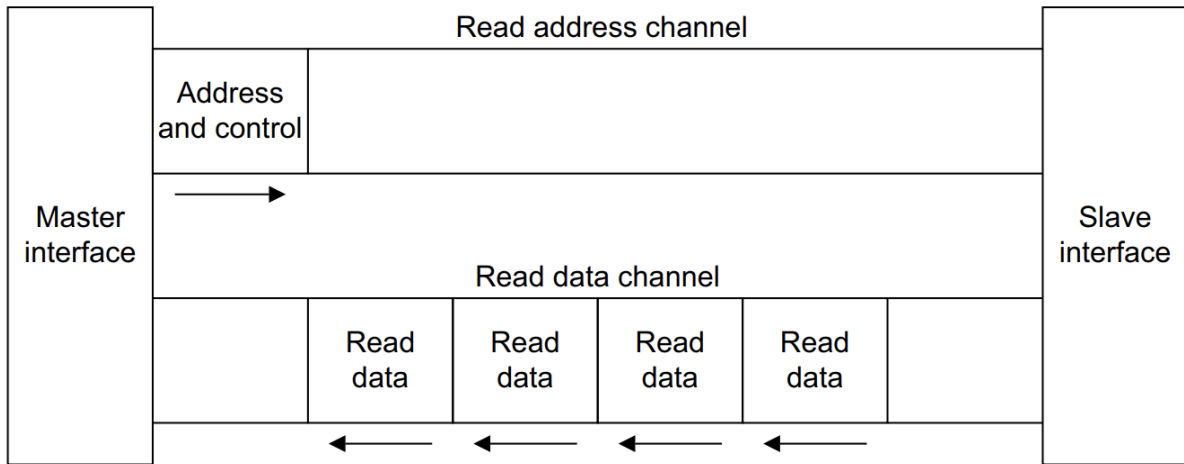 Read address channel
Address
and control
Master
interface
Slave
interface
Read data channel
Read
data
Read
data
Read
data
Read
data